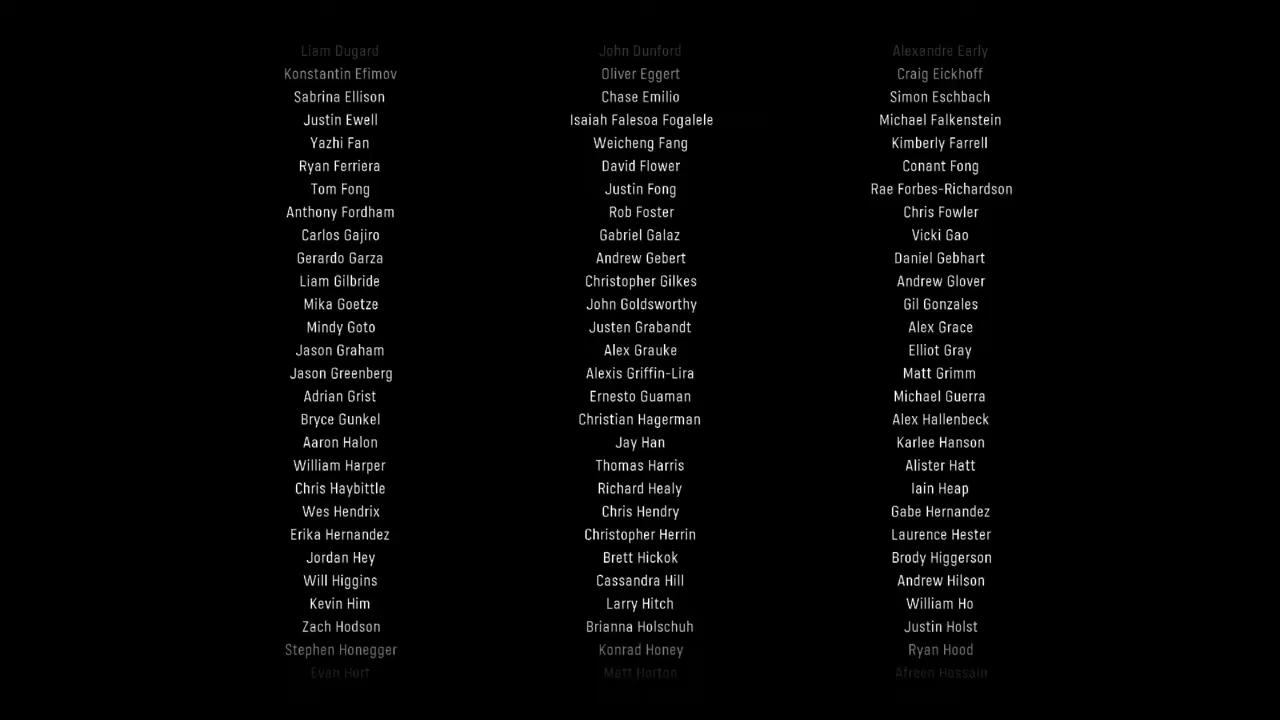 Liam Dugard John Dunford Alexandre Early
Konstantin Efimov Oliver Eggert Craig Eickhoff
Sabrina Ellison Chase Emilio Simon Eschbach
Justin Ewell Isaiah Falesoa Fogalele Michael Falkenstein
Yazhi Fan Weicheng Fang Kimberly Farrell
Ryan Ferriera David Flower Conant Fong
Tom Fong Justin Fong Rae Forbes-Richardson
Anthony Fordham Rob Foster Chris Fowler
Carlos Gajiro Gabriel Galaz Vicki Gao
Gerardo Garza Andrew Gebert Daniel Gebhart
Liam Gilbride Christopher Gilkes Andrew Glover
Mika Goetze John Goldsworthy Gil Gonzales
Mindy Goto Justen Grabandt Alex Grace
Jason Graham Alex Grauke Elliot Gray
Jason Greenberg Alexis Griffin-Lira Matt Grimm
Adrian Grist Ernesto Guaman Michael Guerra
Bryce Gunkel Christian Hagerman Alex Hallenbeck
Aaron Halon Jay Han Karlee Hanson
William Harper Thomas Harris Alister Hatt
Chris Haybittle Richard Healy Iain Heap
Wes Hendrix Chris Hendry Gabe Hernandez
Erika Hernandez Christopher Herrin Laurence Hester
Jordan Hey Brett Hickok Brody Higgerson
Will Higgins Cassandra Hill Andrew Hilson
Kevin Him Larry Hitch William Ho
Zach Hodson Brianna Holschuh Justin Holst
Stephen Honegger Konrad Honey Ryan Hood
Evan Hort Matt Horton Afreen Hossain